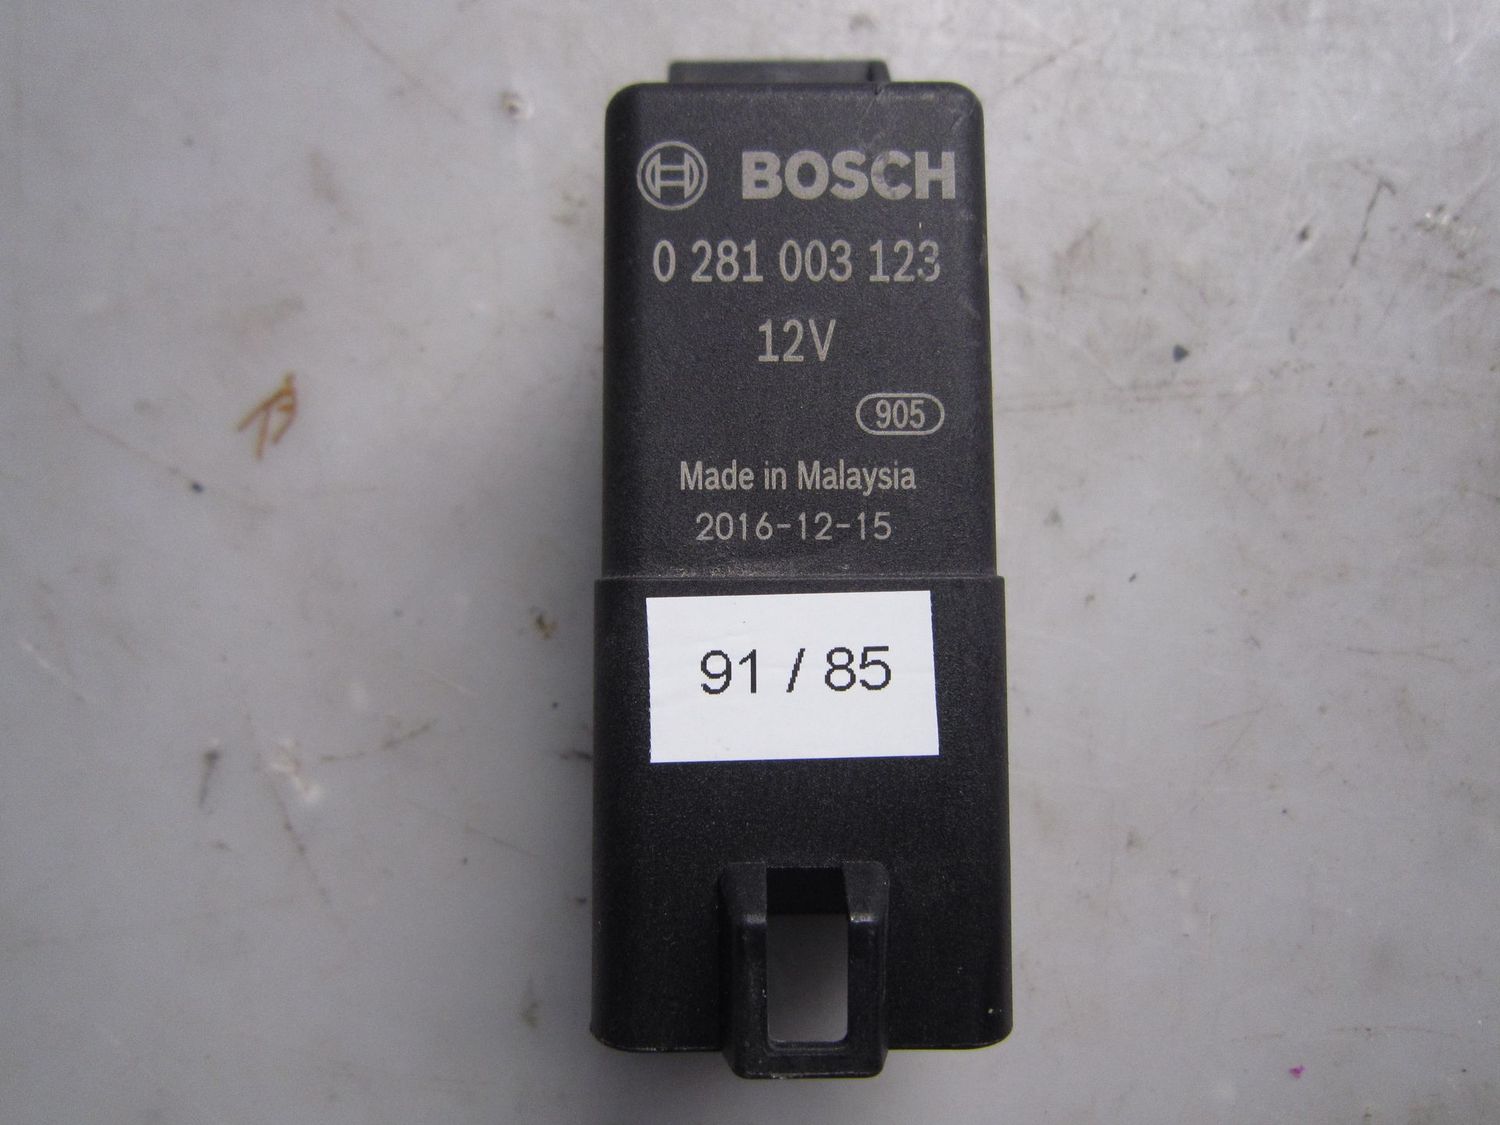 BOSCH
0 281 003 123
12V
905
Made in Malaysia
2016-12-15
91 / 85